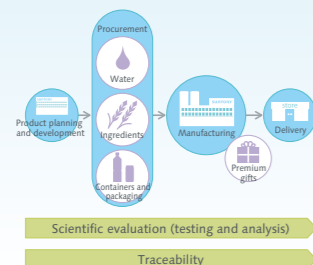 Procurement
Water
Product planning
and development
Ingredients
Containers and
packaging
Manufacturing
Premium
gifts
store
Delivery
Scientific evaluation (testing and analysis)
Traceability